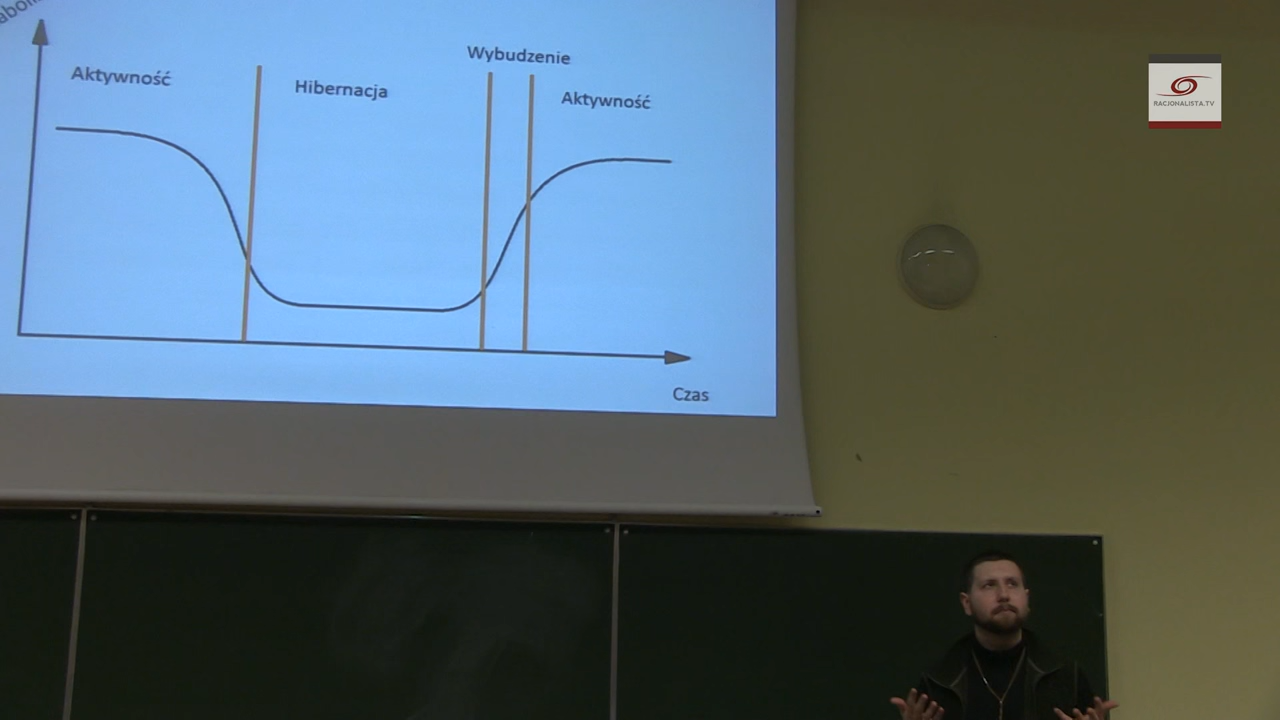 Wybudzenie
Aktywność
Hibernacja
Aktywność
Czas
RACJONALISTA.TV